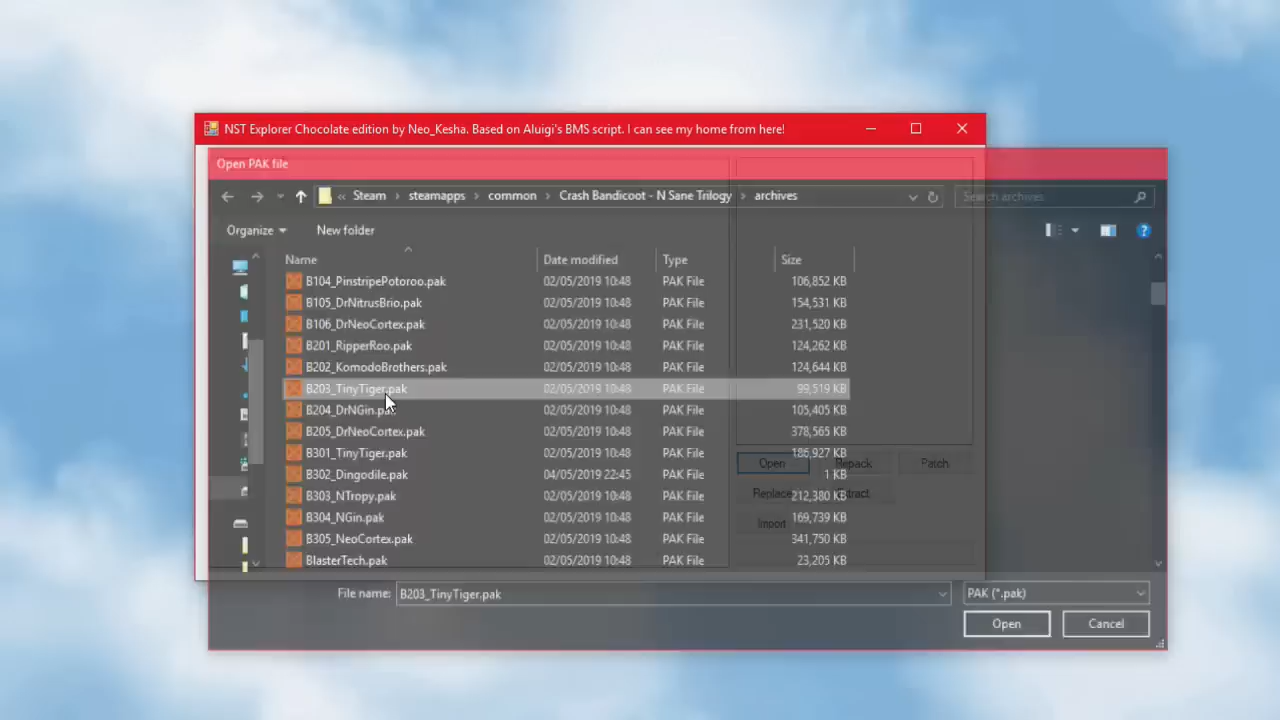 NST Explorer Chocolate edition by Neo_Kesha. Based on Aluigi's BMS script. I can see my home from here!
Open PAK file
« Steam › steamapps › common › Crash Bandicoot - N Sane Trilogy › archives
Search archives
Organize
New folder
Name Date modified Type Size
B104_PinstripePotoroo.pak 02/05/2019 10:48 PAK File 106,852 KB
B105_DrNitrusBrio.pak 02/05/2019 10:48 PAK File 154,531 KB
B106_DrNeoCortex.pak 02/05/2019 10:48 PAK File 231,520 KB
B201_RipperRoo.pak 02/05/2019 10:48 PAK File 124,262 KB
B202_KomodoBrothers.pak 02/05/2019 10:48 PAK File 124,644 KB
B203_TinyTiger.pak 02/05/2019 10:48 PAK File 99,519 KB
B204_DrNGin.pak 02/05/2019 10:48 PAK File 105,405 KB
B205_DrNeoCortex.pak 02/05/2019 10:48 PAK File 378,565 KB
B301_TinyTiger.pak 02/05/2019 10:48 PAK File 186,927 KB
Open Repack Patch
B302_Dingodile.pak 04/05/2019 22:45 PAK File 1 KB
B303_NTropy.pak 02/05/2019 10:48 PAK File 212,380 KB
Replace Extract
B304_NGin.pak 02/05/2019 10:48 PAK File 169,739 KB
Import
B305_NeoCortex.pak 02/05/2019 10:48 PAK File 341,750 KB
BlasterTech.pak 02/05/2019 10:48 PAK File 23,205 KB
File name: B203_TinyTiger.pak PAK (*.pak)
Open Cancel